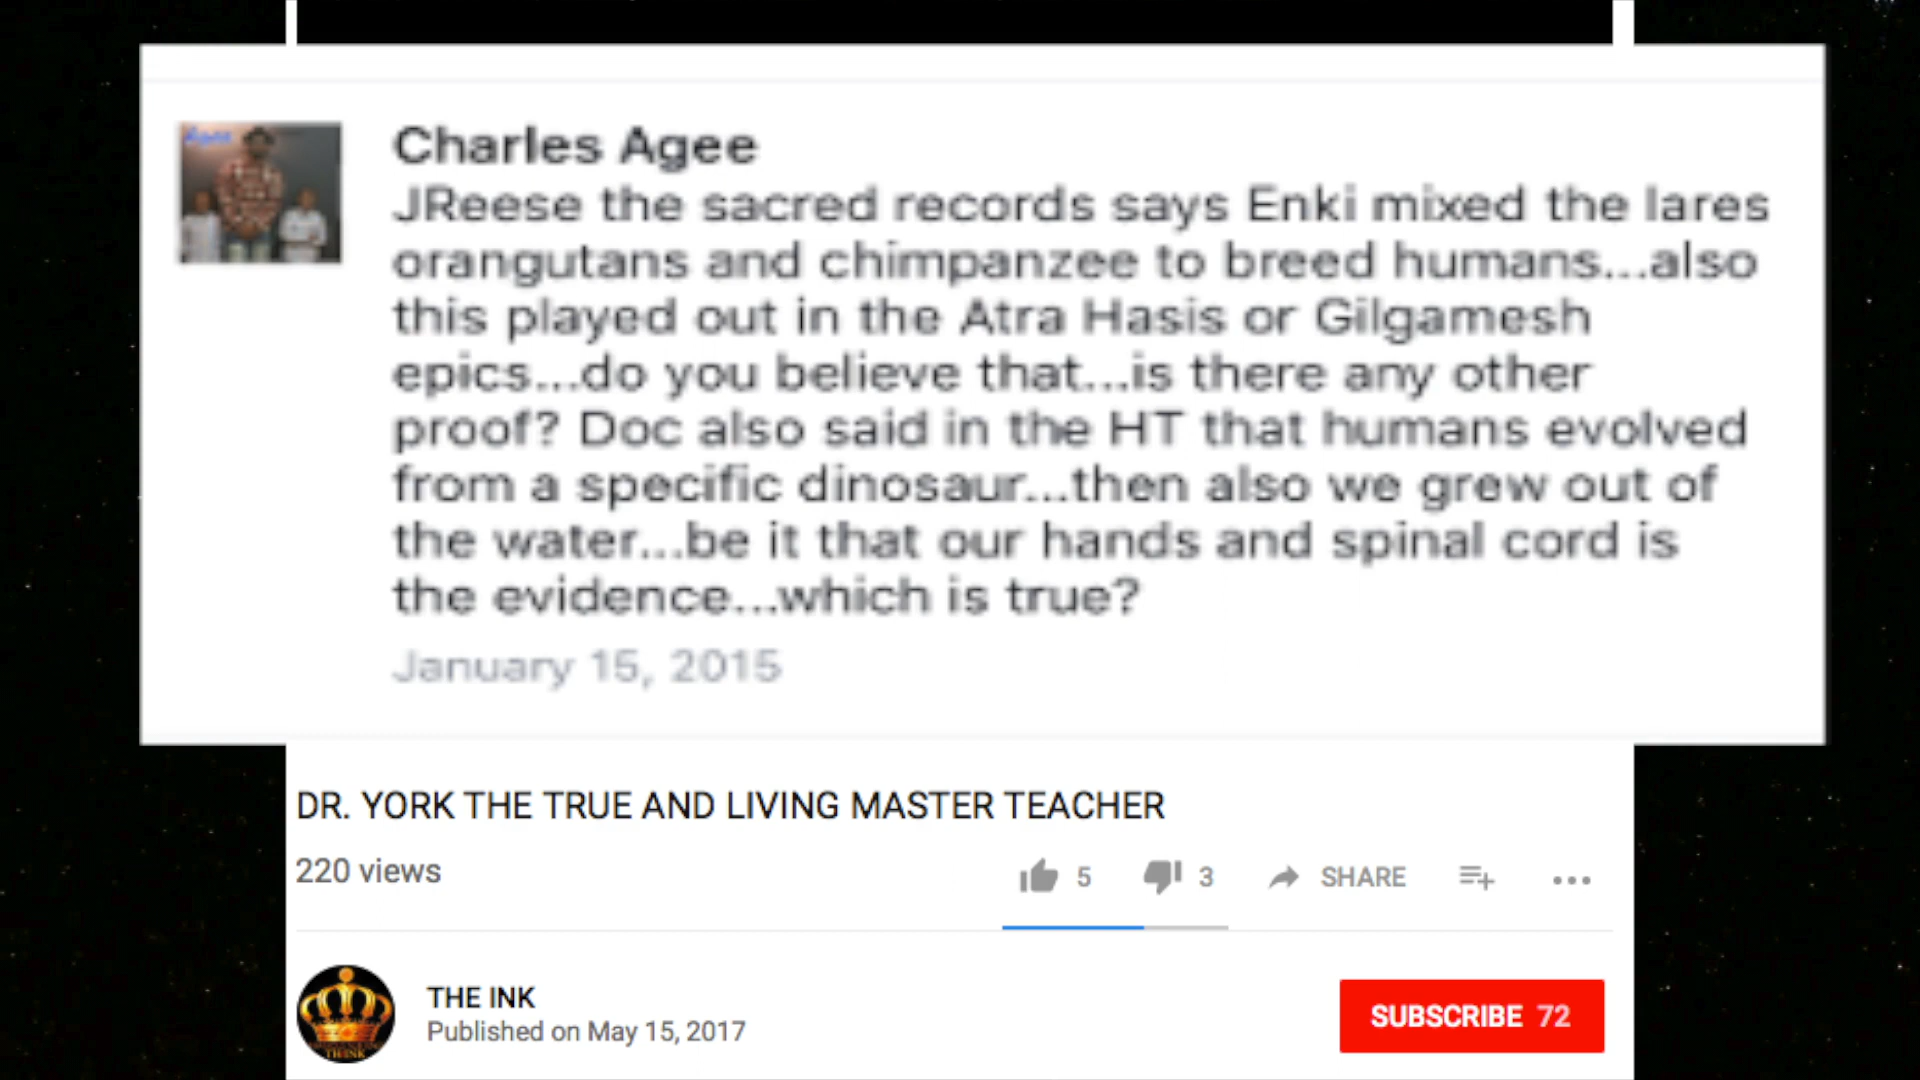 Charles Agee
JReese the sacred records says Enki mixed the lares
orangutans and chimpanzee to breed humans...also
this played out in the Atra Hasis or Gilgamesh
epics...do you believe that...is there any other
proof? Doc also said in the HT that humans evolved
from a specific dinosaur...then also we grew out of
the water...be it that our hands and spinal cord is
the evidence...which is true?
January 15, 2015
DR. YORK THE TRUE AND LIVING MASTER TEACHER
220 views
5 3 SHARE
THE INK
Published on May 15, 2017
SUBSCRIBE 72